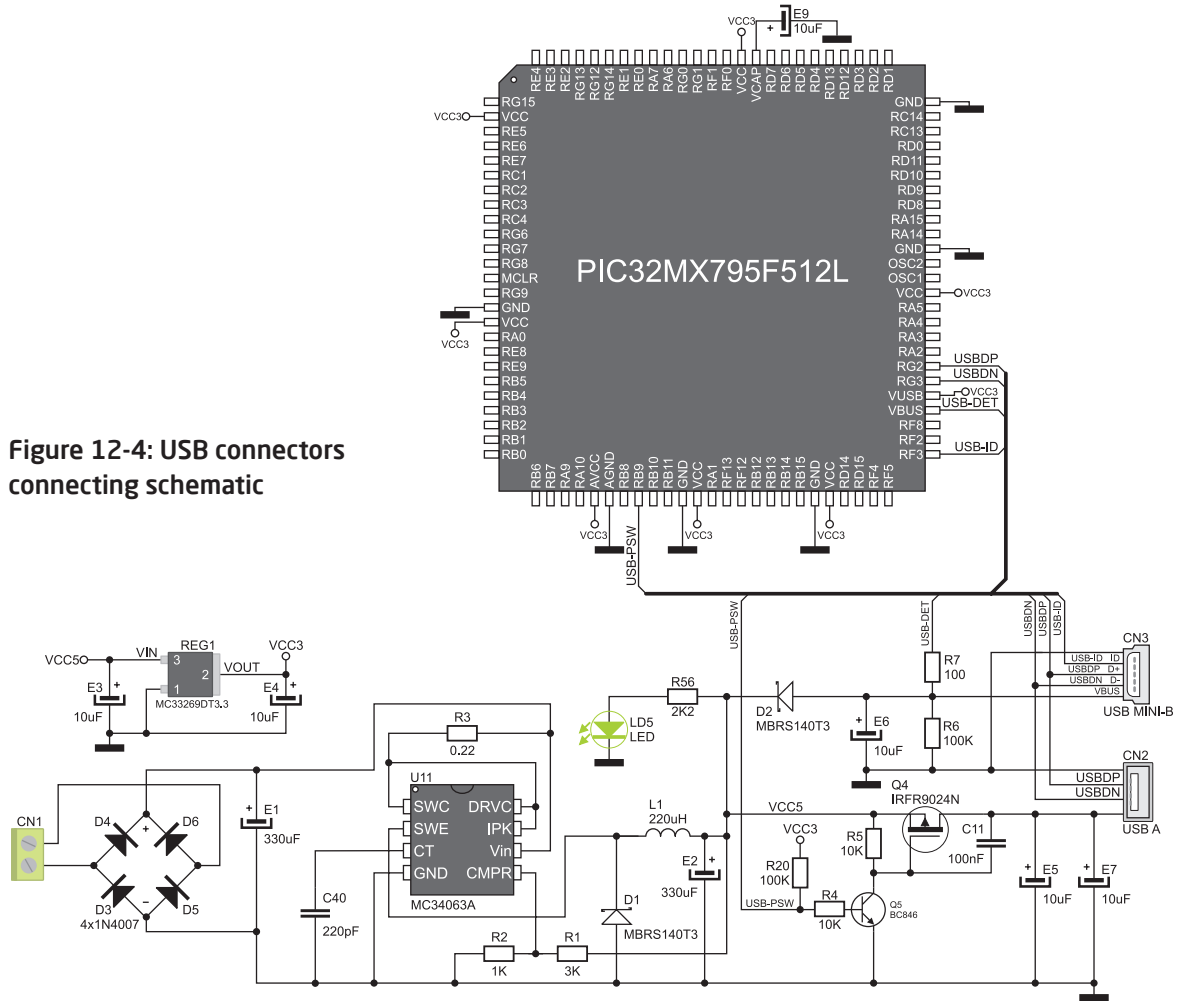 E9
10uF
VCC3
RE4
RE3
RE2
RG13
RG12
RG14
RE1
RE0
RA7
RA6
RG0
RG1
RF1
RF0
VCC
VCAP
RD7
RD6
RD5
RD4
RD13
RD12
RD3
RD2
RD1
RG15
VCC
RE5
RE6
RE7
RC1
RC2
RC3
RC4
RG6
RG7
RG8
MCLR
RG9
GND
VCC
RA0
RE8
RE9
RB5
RB4
RB3
RB2
RB1
RB0
VCC3
VCC3
PIC32MX795F512L
GND
RC14
RC13
RD0
RD11
RD10
RD9
RD8
RA15
RA14
GND
OSC2
OSC1
VCC
RA5
RA4
RA3
RA2
RG2
RG3
VUSB
VBUS
RF8
RF2
RF3
VCC3
USBDP
USBDN
VCC3
USB-DET
USB-ID
RB6
RB7
RA9
RA10
AVCC
AGND
RB8
RB9
RB10
RB11
GND
VCC
RA1
RF13
RF12
RB12
RB13
RB14
RB15
GND
VCC
RD14
RD15
RF4
RF5
VCC3
VCC3
VCC3
USB-PSW
Figure 12-4: USB connectors
connecting schematic
REG1
VCC5
VIN
3
2
1
VOUT
VCC3
E3
10uF
MC33269DT3.3
E4
10uF
R3
0.22
CN1
D4
D6
D3
D5
+
−
4x1N4007
E1
330uF
U11
SWC DRVC
SWE IPK
CT Vin
GND CMPR
MC34063A
C40
220pF
R2
1K
R1
3K
D1
MBRS140T3
L1
220uH
E2
330uF
LD5
LED
R56
2K2
D2
MBRS140T3
USB-PSW
USB-DET
USBDN
USBDP
USB-ID
R7
100
R6
100K
E6
10uF
CN3
USB-ID ID
USBDP D+
USBDN D-
VBUS
USB MINI-B
CN2
USBDP
USBDN
USB A
Q4
IRFR9024N
VCC5
VCC3
R20
100K
R5
10K
C11
100nF
USB-PSW
R4
10K
Q5
BC846
E5
10uF
E7
10uF